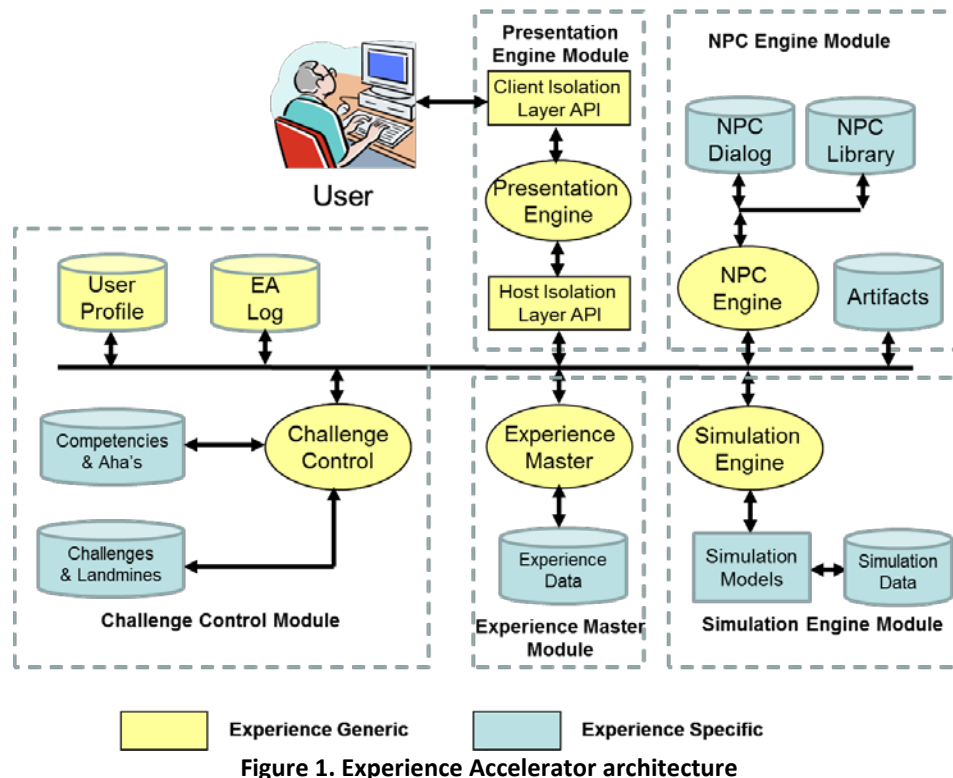 Presentation
Engine Module
Client Isolation
Layer API
Presentation
Engine
Host Isolation
Layer API
User
NPC Engine Module
NPC
Dialog
NPC
Library
NPC
Engine
Artifacts
User
Profile
EA
Log
Competencies
& Aha's
Challenge
Control
Challenges
& Landmines
Challenge Control Module
Experience
Master
Experience
Data
Experience Master
Module
Simulation
Engine
Simulation
Models
Simulation
Data
Simulation Engine Module
Experience Generic
Experience Specific
Figure 1. Experience Accelerator architecture